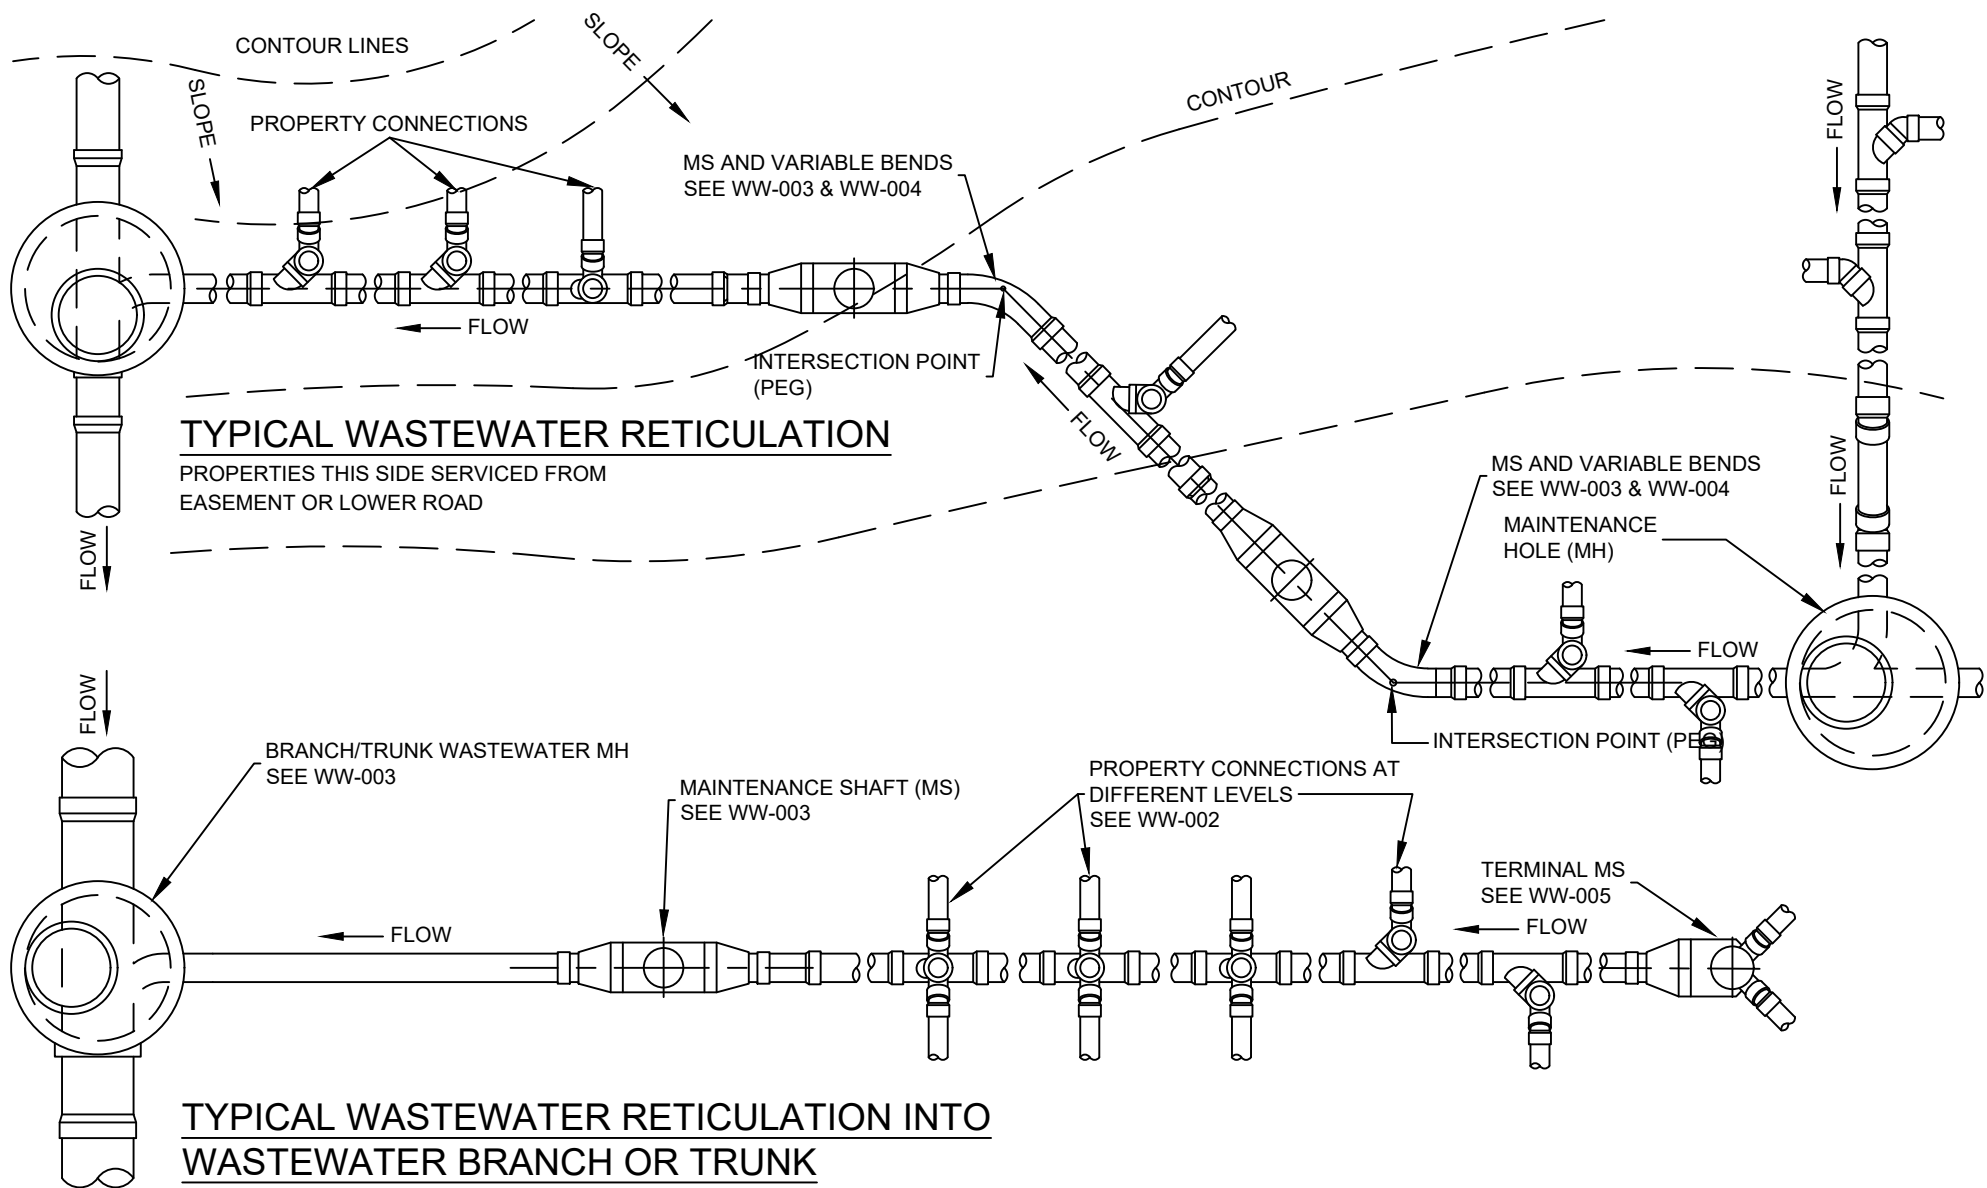 CONTOUR LINES
SLOPE
SLOPE
CONTOUR
FLOW
PROPERTY CONNECTIONS
MS AND VARIABLE BENDS
SEE WW-003 & WW-004
FLOW
INTERSECTION POINT
(PEG)
FLOW
TYPICAL WASTEWATER RETICULATION
PROPERTIES THIS SIDE SERVICED FROM
EASEMENT OR LOWER ROAD
FLOW
MS AND VARIABLE BENDS
SEE WW-003 & WW-004
FLOW
MAINTENANCE
HOLE (MH)
FLOW
INTERSECTION POINT (PEG)
FLOW
BRANCH/TRUNK WASTEWATER MH
SEE WW-003
MAINTENANCE SHAFT (MS)
SEE WW-003
PROPERTY CONNECTIONS AT
DIFFERENT LEVELS
SEE WW-002
TERMINAL MS
SEE WW-005
FLOW
FLOW
TYPICAL WASTEWATER RETICULATION INTO
WASTEWATER BRANCH OR TRUNK